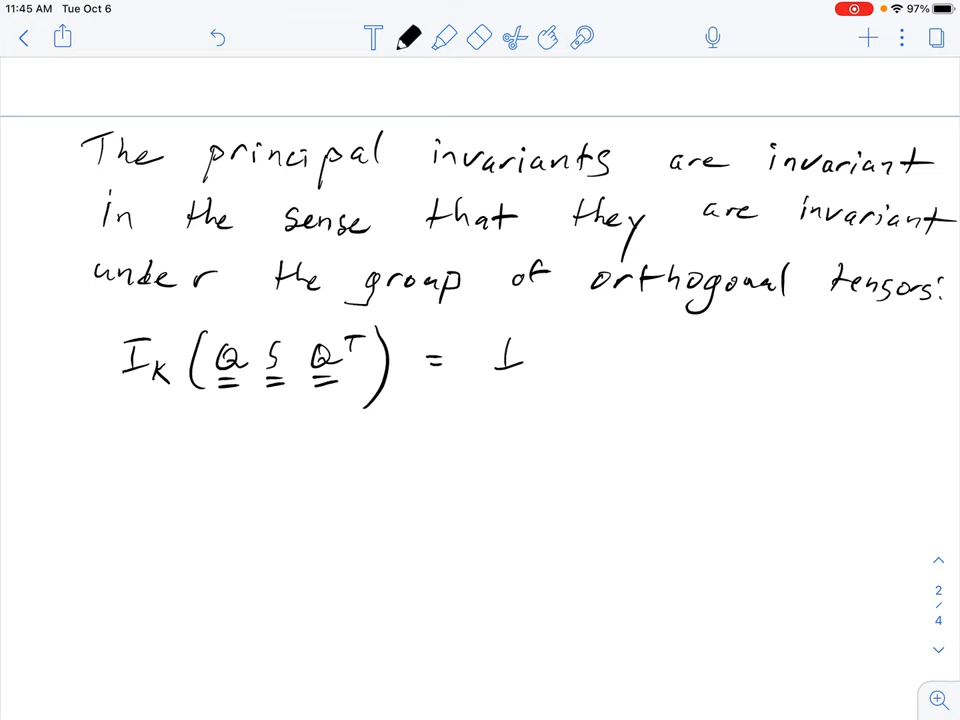 11:45 AM Tue Oct 6
97%
The principal invariants are invariant
in the sense that they are invariant
under the group of orthogonal tensors:
I_K (Q S Q^T) = I
2
/
4